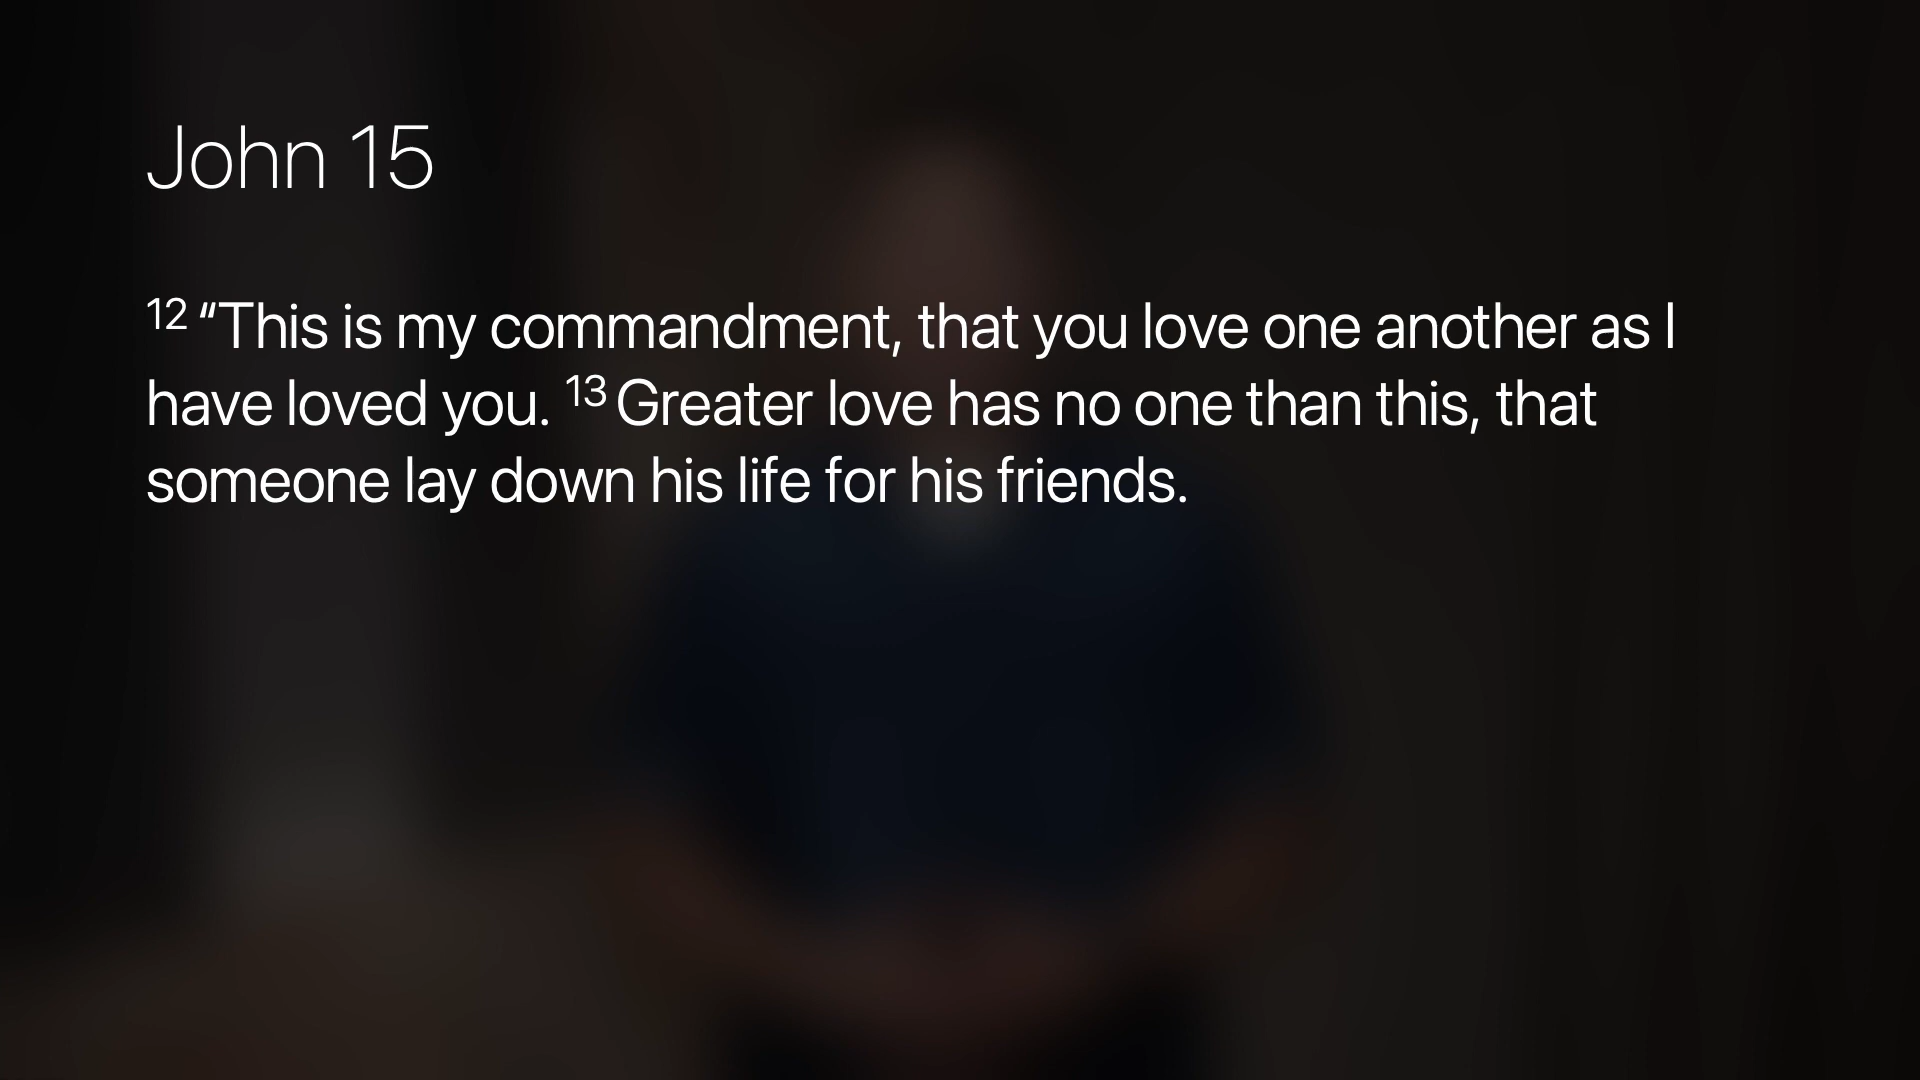 John 15
12 “This is my commandment, that you love one another as I
have loved you. 13 Greater love has no one than this, that
someone lay down his life for his friends.